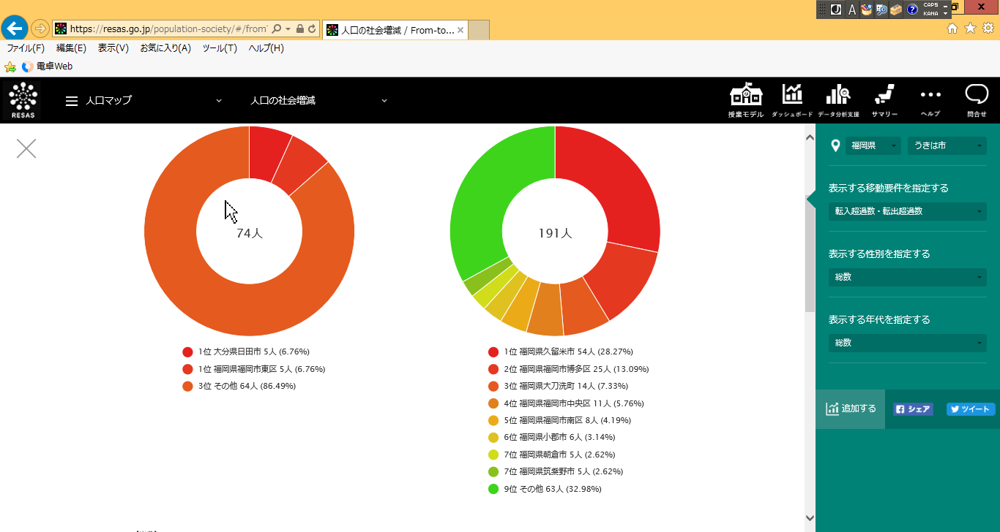 CAPS
KANA
A
https://resas.go.jp/population-society/#/from
人口の社会増減 / From-to...
ファイル(F) 編集(E) 表示(V) お気に入り(A) ツール(T) ヘルプ(H)
電卓Web
RESAS
人口マップ
人口の社会増減
授業モデル
ダッシュボード
データ分析支援
サマリー
ヘルプ
問合せ
74人
1位 大分県日田市 5人 (6.76%)
1位 福岡県福岡市東区 5人 (6.76%)
3位 その他 64人 (86.49%)
191人
1位 福岡県久留米市 54人 (28.27%)
2位 福岡県福岡市博多区 25人 (13.09%)
3位 福岡県大刀洗町 14人 (7.33%)
4位 福岡県福岡市中央区 11人 (5.76%)
5位 福岡県福岡市南区 8人 (4.19%)
6位 福岡県小郡市 6人 (3.14%)
7位 福岡県朝倉市 5人 (2.62%)
7位 福岡県筑紫野市 5人 (2.62%)
9位 その他 63人 (32.98%)
福岡県
うきは市
表示する移動要件を指定する
転入超過数・転出超過数
表示する性別を指定する
総数
表示する年代を指定する
総数
追加する
シェア
ツイート